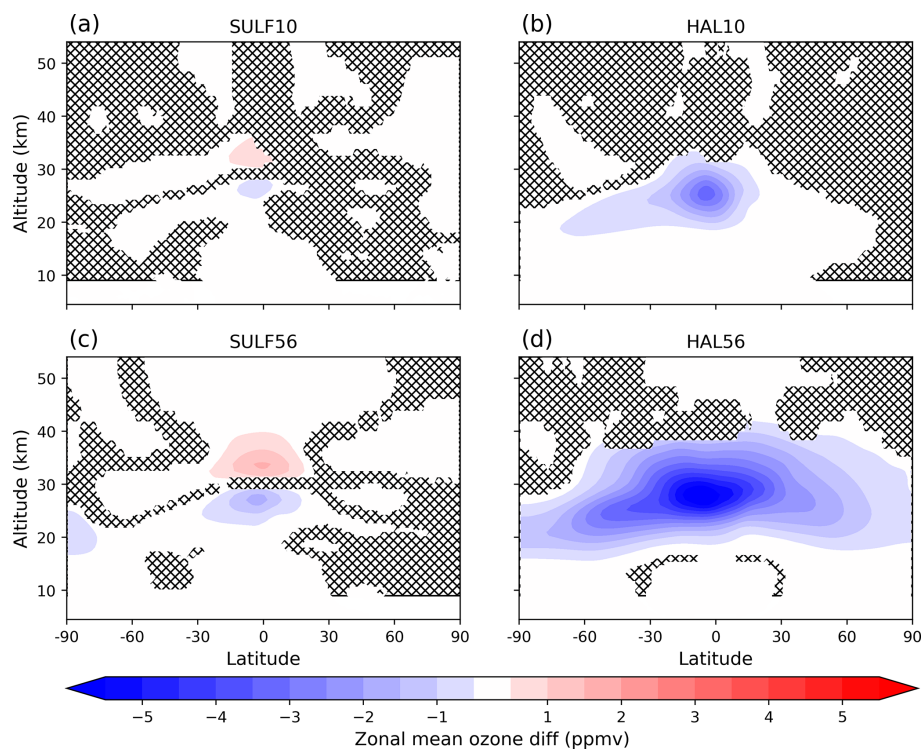 (a) SULF10
(b) HAL10
50
40
30
20
10
Altitude (km)
(c) SULF56
(d) HAL56
50
40
30
20
10
Altitude (km)
-90 -60 -30 0 30 60 90
-90 -60 -30 0 30 60 90
Latitude
Latitude
−5 −4 −3 −2 −1 1 2 3 4 5
Zonal mean ozone diff (ppmv)